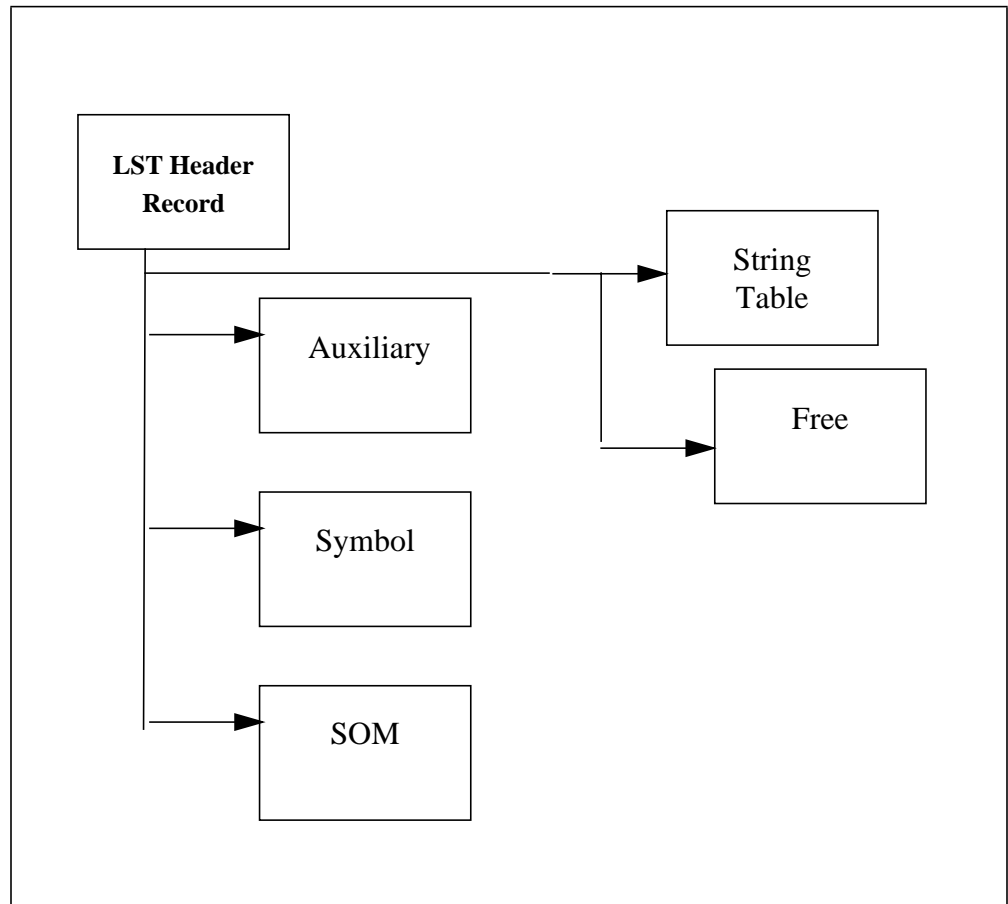 LST Header
Record
String
Table
Auxiliary
Free
Symbol
SOM